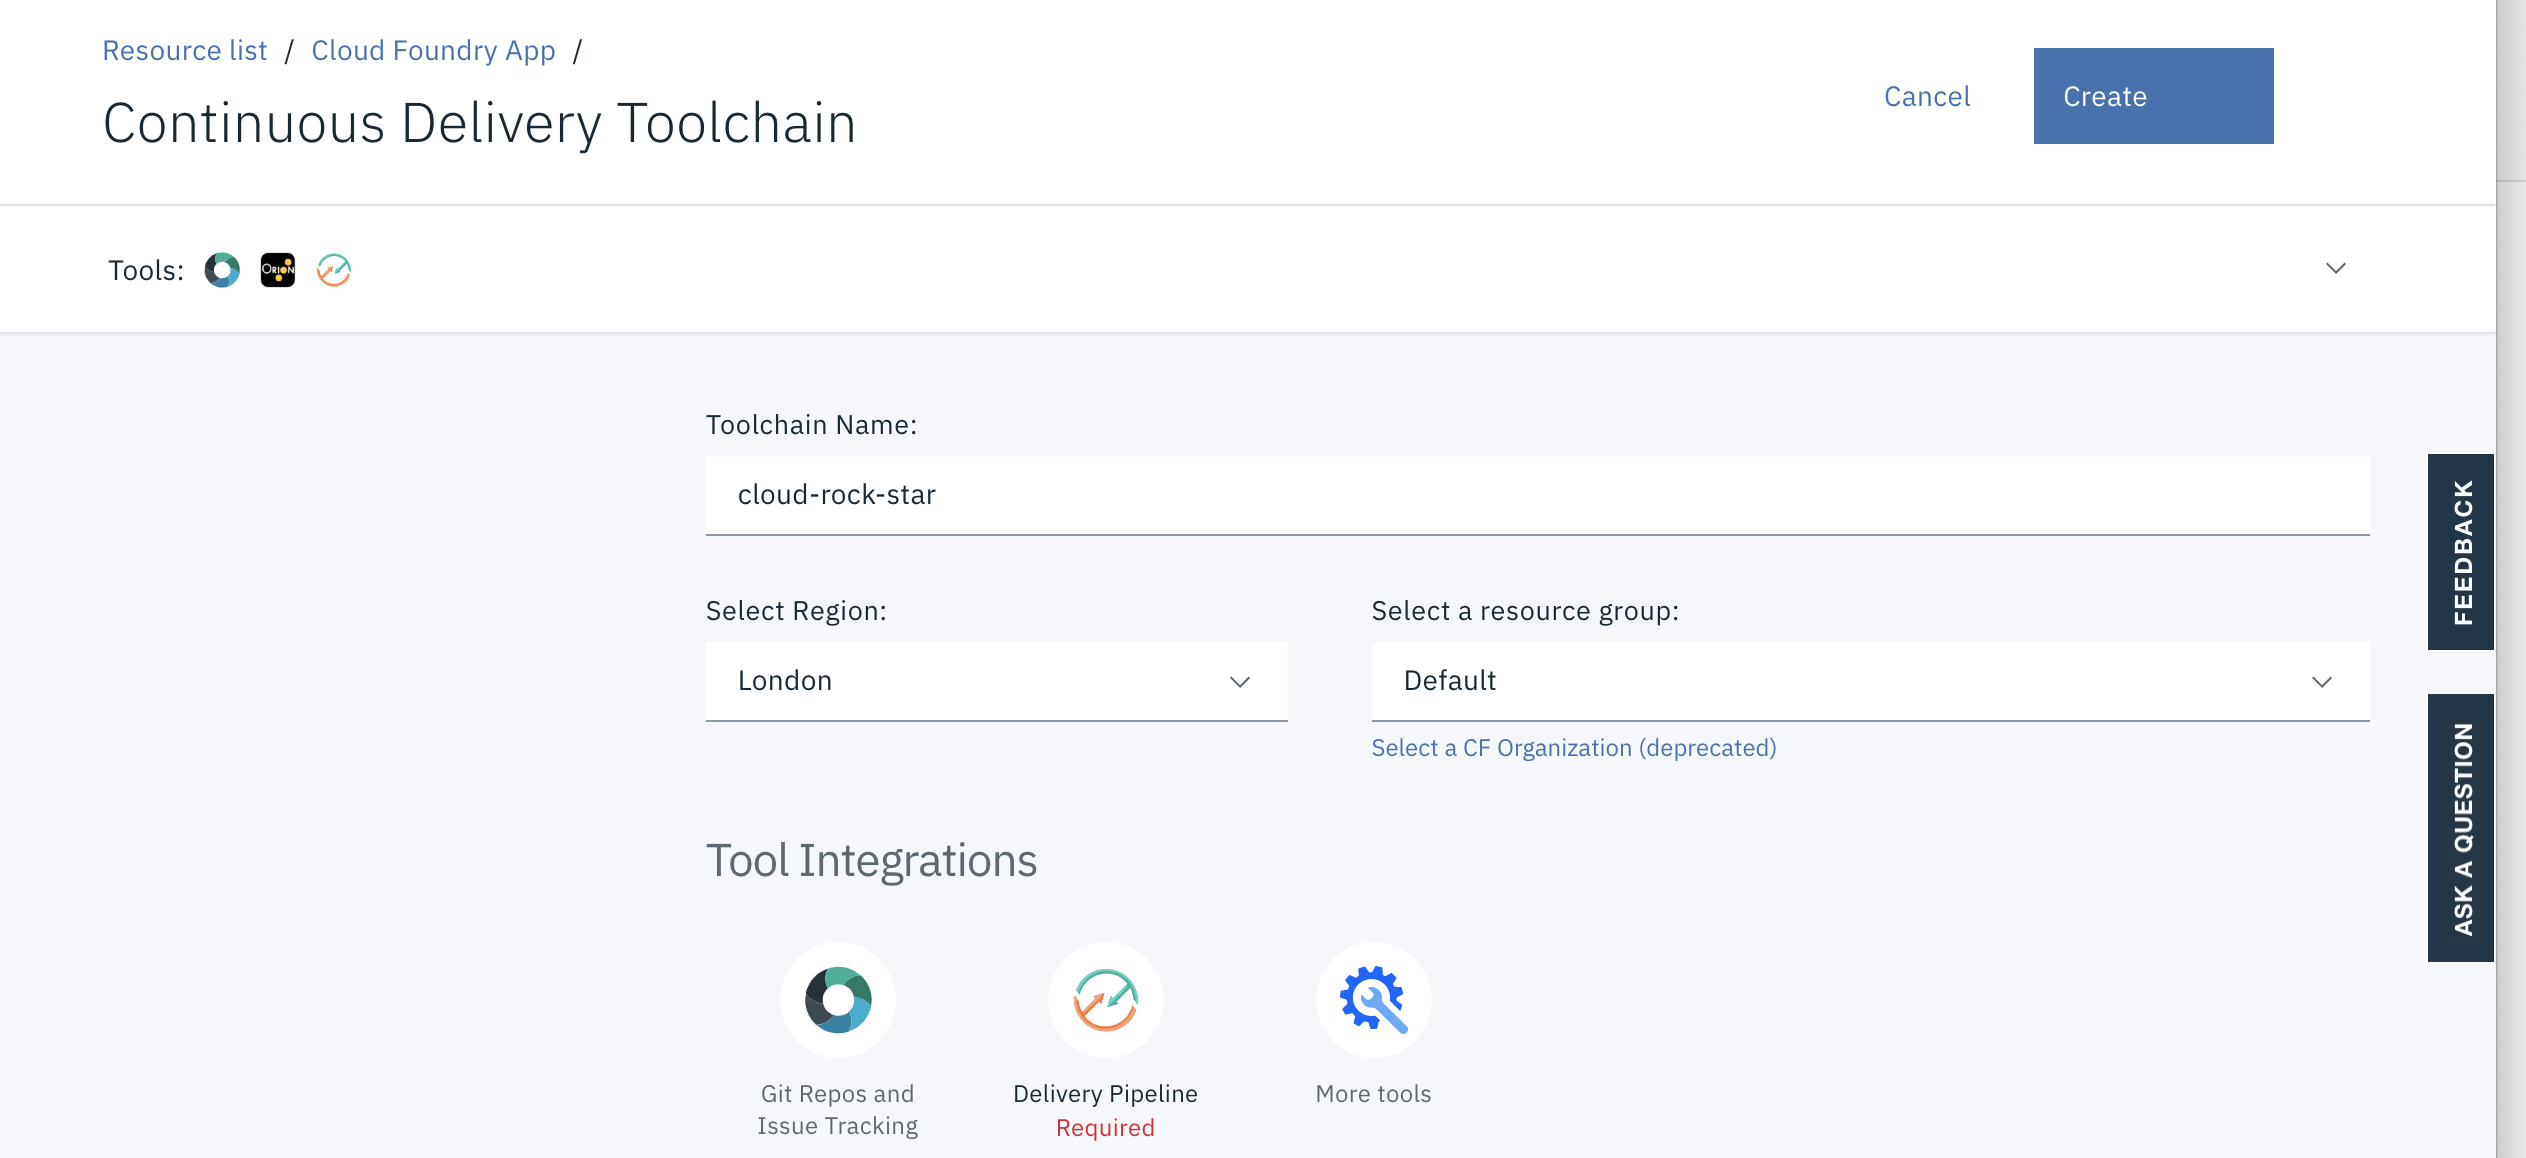 Resource list / Cloud Foundry App /
Continuous Delivery Toolchain
Cancel
Create
Tools:
ORION
Toolchain Name:
cloud-rock-star
Select Region:
Select a resource group:
London
Default
Select a CF Organization (deprecated)
Tool Integrations
Git Repos and
Issue Tracking
Delivery Pipeline
Required
More tools
FEEDBACK
ASK A QUESTION